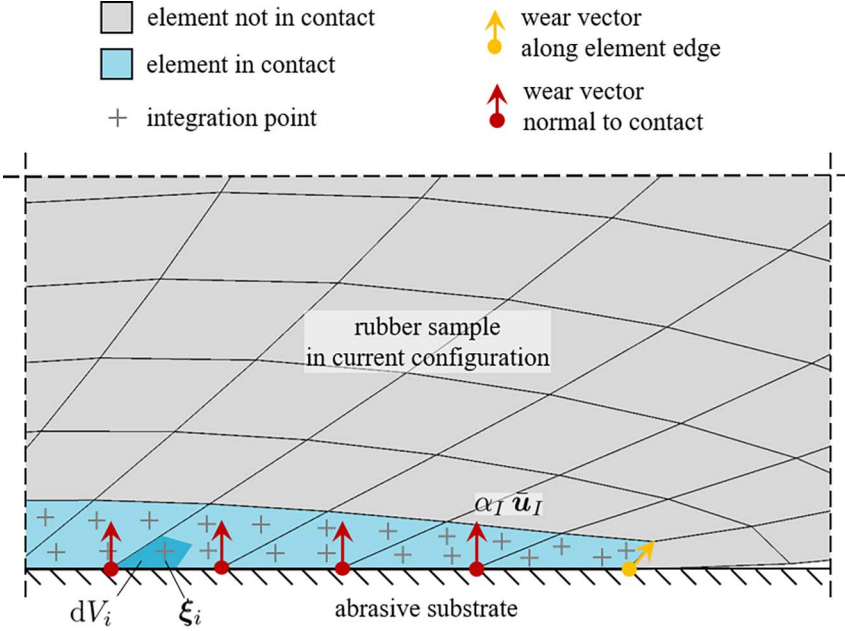 element not in contact
element in contact
integration point
wear vector
along element edge
wear vector
normal to contact
rubber sample
in current configuration
α_I ū_I
dV_i
ξ_i
abrasive substrate